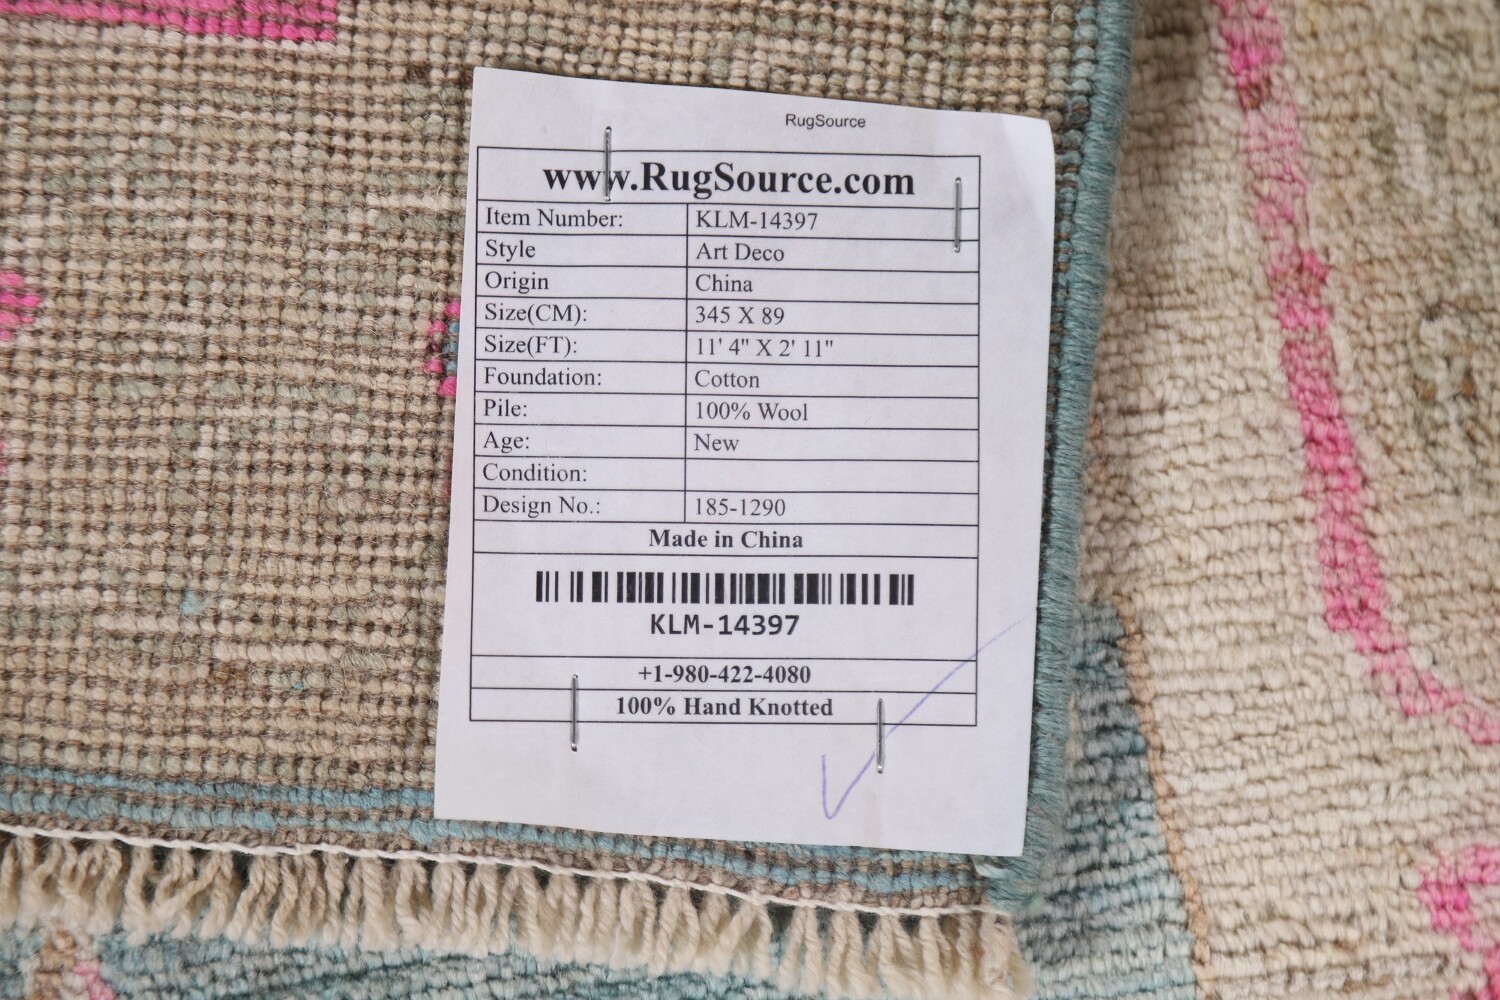 RugSource
www.RugSource.com
Item Number: KLM-14397
Style Art Deco
Origin China
Size(CM): 345 X 89
Size(FT): 11' 4" X 2' 11"
Foundation: Cotton
Pile: 100% Wool
Age: New
Condition:
Design No.: 185-1290
Made in China
KLM-14397
+1-980-422-4080
100% Hand Knotted